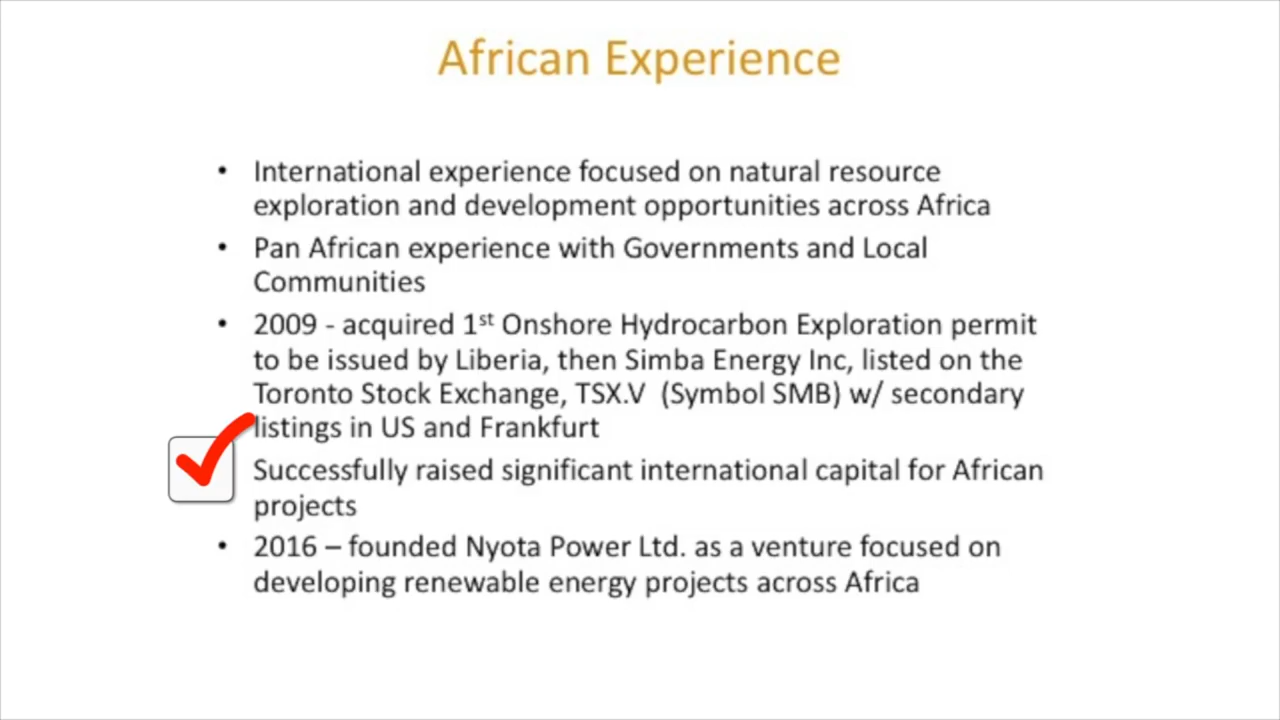 African Experience
• International experience focused on natural resource
exploration and development opportunities across Africa
• Pan African experience with Governments and Local
Communities
• 2009 - acquired 1st Onshore Hydrocarbon Exploration permit
to be issued by Liberia, then Simba Energy Inc, listed on the
Toronto Stock Exchange, TSX.V (Symbol SMB) w/ secondary
listings in US and Frankfurt
Successfully raised significant international capital for African
projects
• 2016 – founded Nyota Power Ltd. as a venture focused on
developing renewable energy projects across Africa